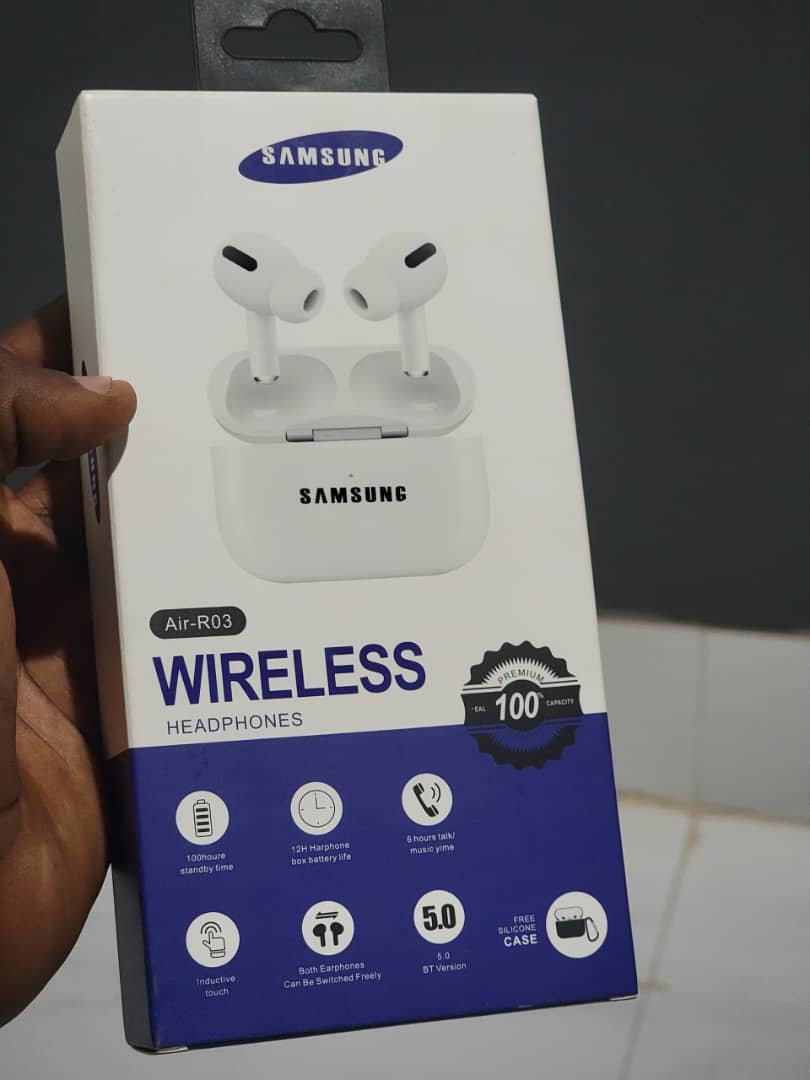 SAMSUNG
SAMSUNG
Air-R03
WIRELESS
HEADPHONES
PREMIUM
100%
CAPACITY
100houre
standby time
12H Harphone
box battery life
6 hours talk/
music yime
Inductive
touch
Both Earphones
Can Be Switched Freely
5.0
5.0
BT Version
FREE
SILICONE
CASE